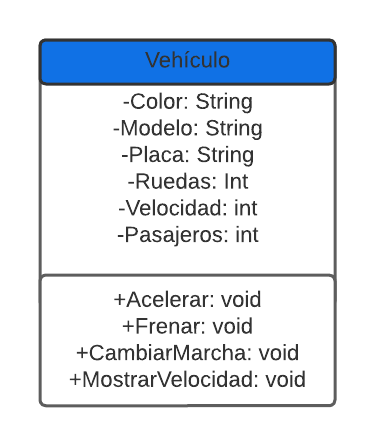 Vehículo
-Color: String
-Modelo: String
-Placa: String
-Ruedas: Int
-Velocidad: int
-Pasajeros: int
+Acelerar: void
+Frenar: void
+CambiarMarcha: void
+MostrarVelocidad: void